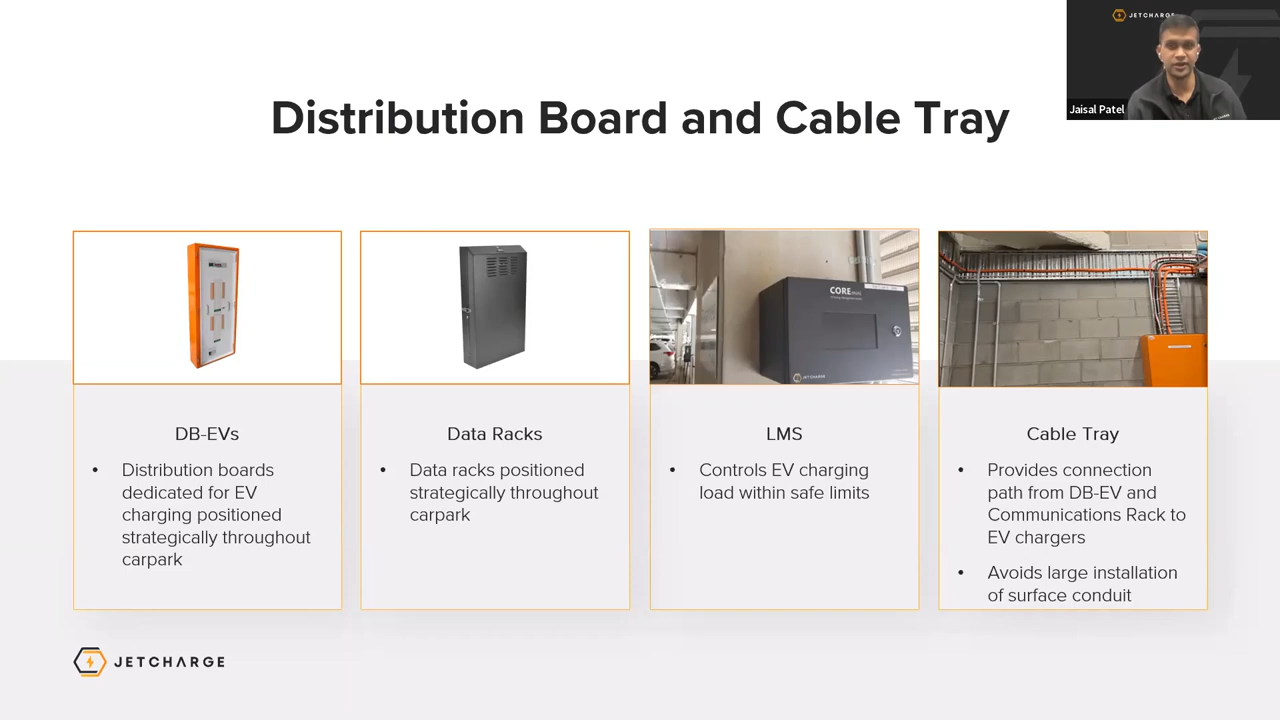 JETCHARGE
Jaisal Patel
Distribution Board and Cable Tray
CORE
JETCHARGE
DB-EVs
• Distribution boards
dedicated for EV
charging positioned
strategically throughout
carpark
Data Racks
• Data racks positioned
strategically throughout
carpark
LMS
• Controls EV charging
load within safe limits
Cable Tray
• Provides connection
path from DB-EV and
Communications Rack to
EV chargers
• Avoids large installation
of surface conduit
JETCHARGE